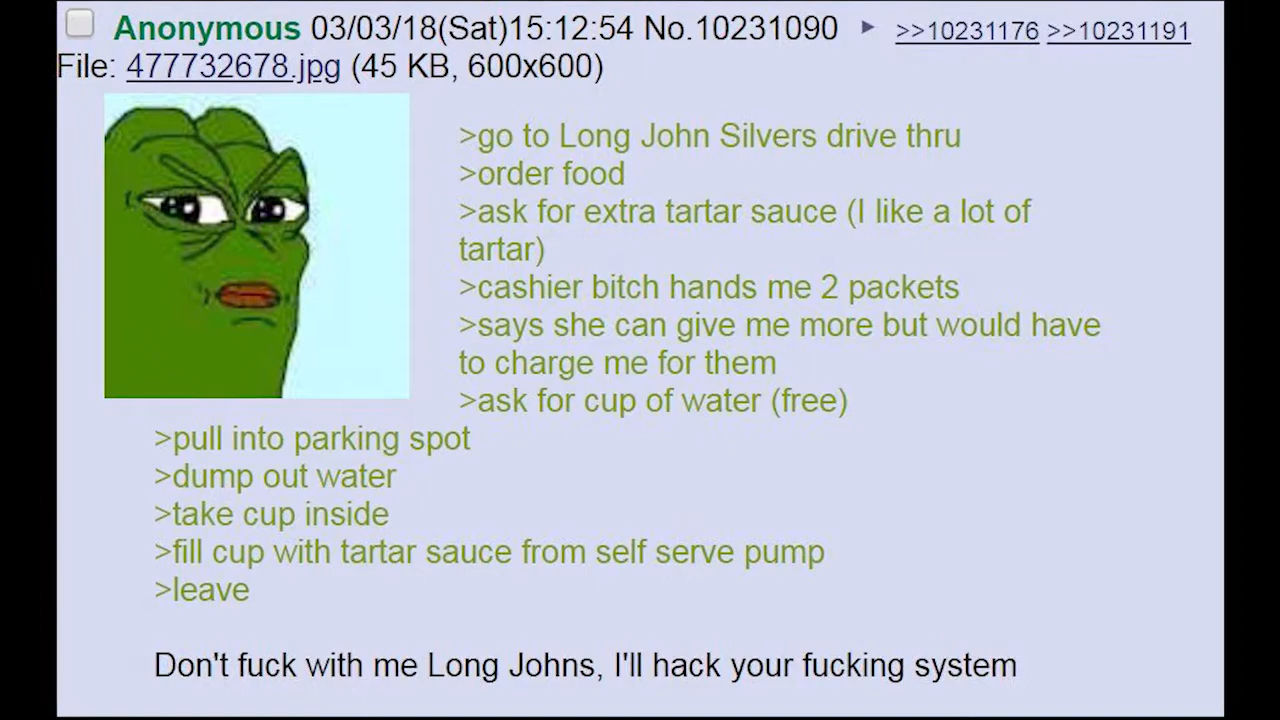 Anonymous 03/03/18(Sat)15:12:54 No.10231090 ▶ >>10231176 >>10231191
File: 477732678.jpg (45 KB, 600x600)
>go to Long John Silvers drive thru
>order food
>ask for extra tartar sauce (I like a lot of
tartar)
>cashier bitch hands me 2 packets
>says she can give me more but would have
to charge me for them
>ask for cup of water (free)
>pull into parking spot
>dump out water
>take cup inside
>fill cup with tartar sauce from self serve pump
>leave
Don't fuck with me Long Johns, I'll hack your fucking system